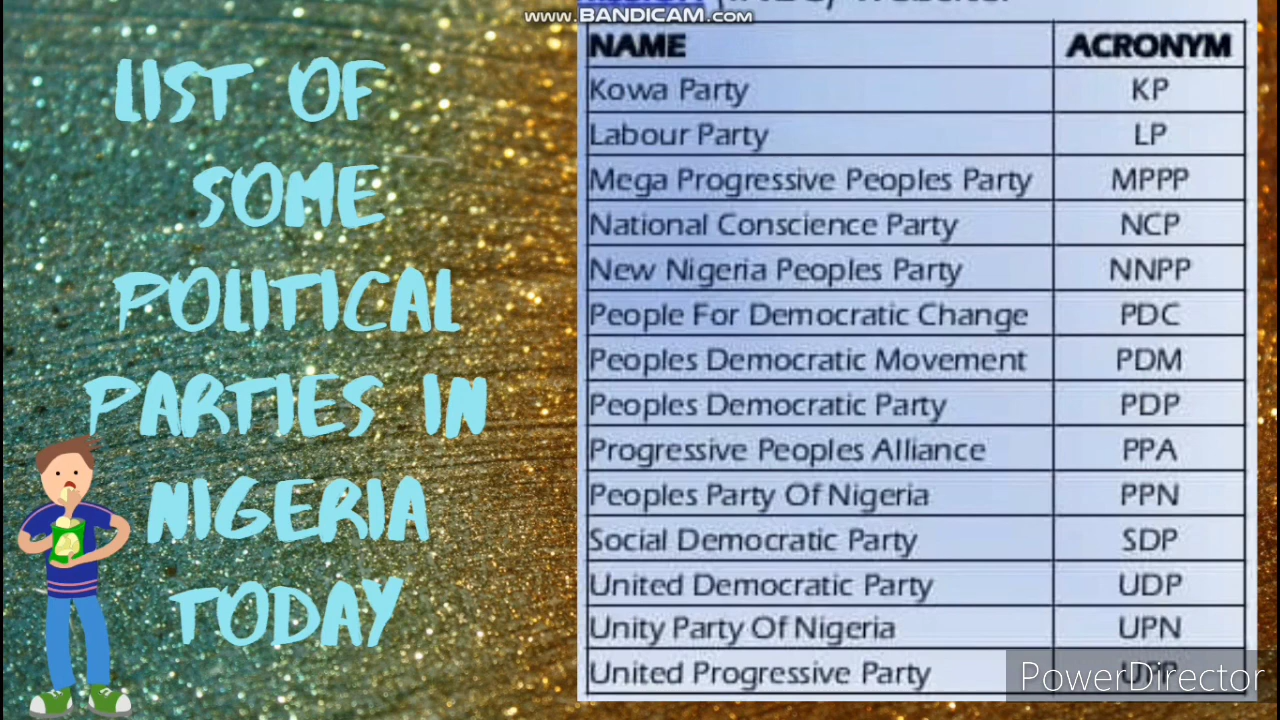 www.BANDICAM.com
LIST OF
SOME
POLITICAL
PARTIES IN
NIGERIA
TODAY
NAME ACRONYM
Kowa Party KP
Labour Party LP
Mega Progressive Peoples Party MPPP
National Conscience Party NCP
New Nigeria Peoples Party NNPP
People For Democratic Change PDC
Peoples Democratic Movement PDM
Peoples Democratic Party PDP
Progressive Peoples Alliance PPA
Peoples Party Of Nigeria PPN
Social Democratic Party SDP
United Democratic Party UDP
Unity Party Of Nigeria UPN
United Progressive Party
PowerDirector